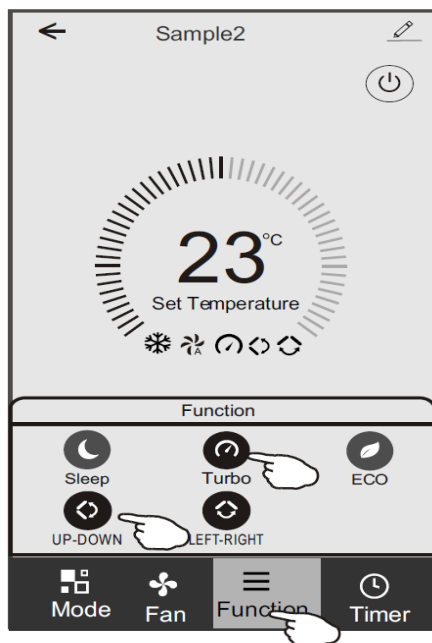 Sample2
23°C
Set Temperature
A
Function
Sleep
Turbo
ECO
UP-DOWN
LEFT-RIGHT
Mode
Fan
Function
Timer